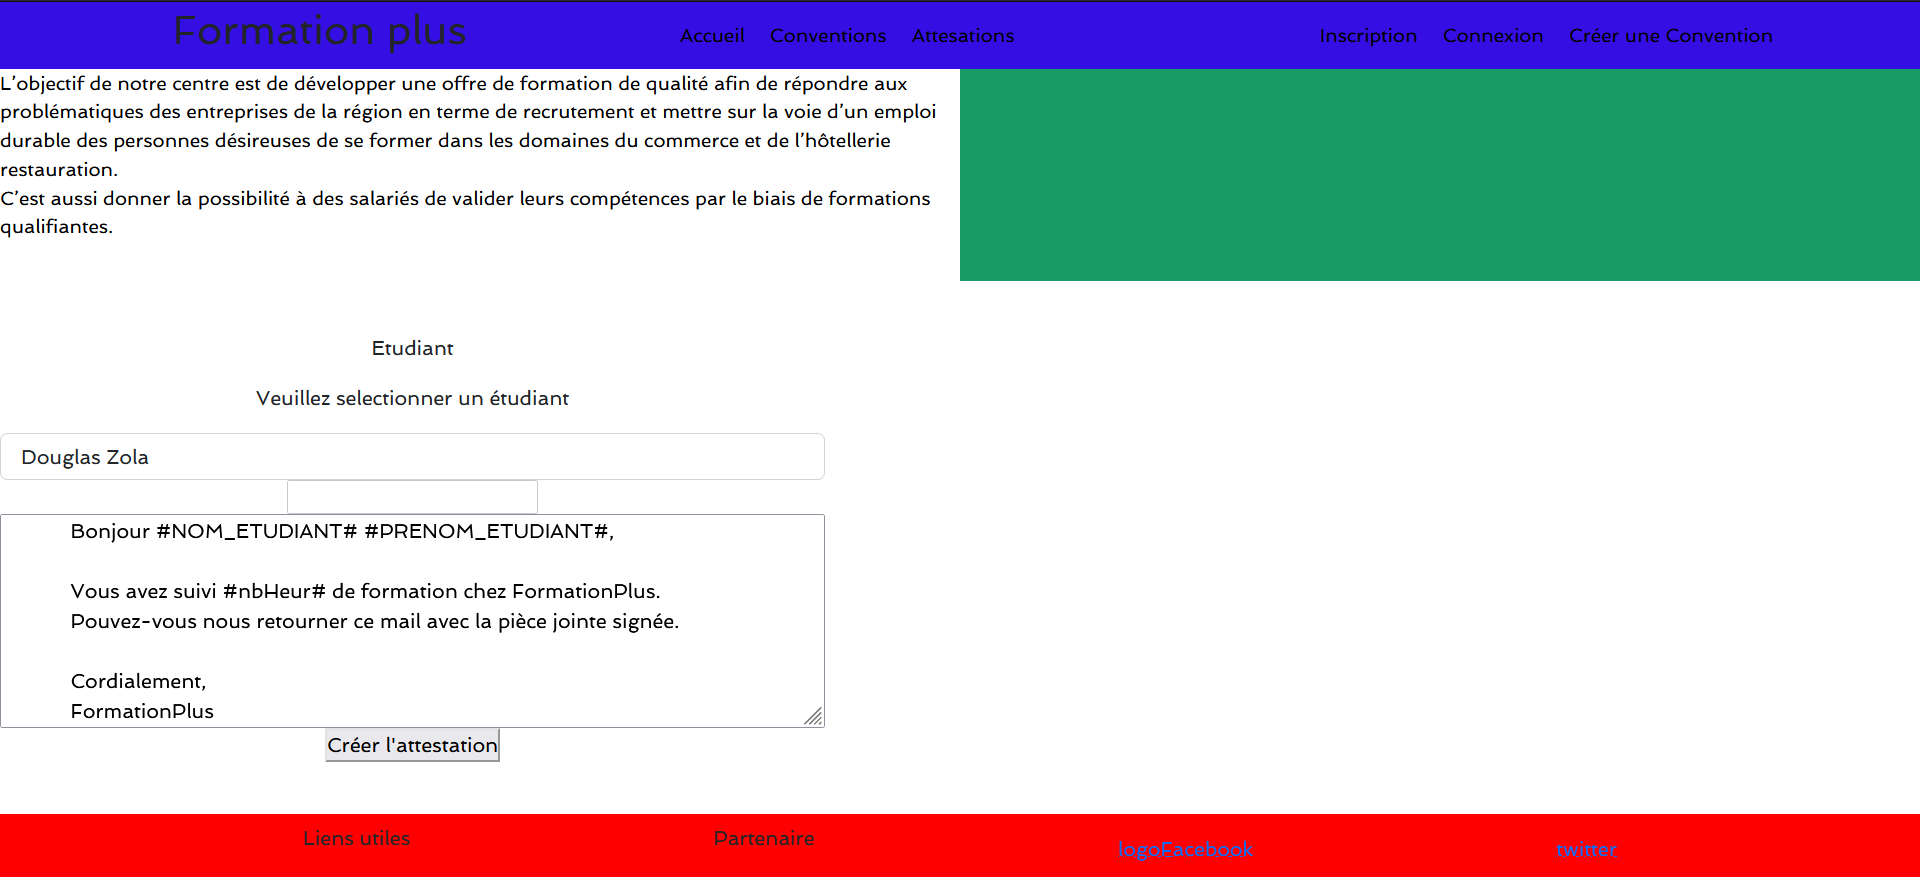 Formation plus
Accueil Conventions Attesations
Inscription Connexion Créer une Convention
L’objectif de notre centre est de développer une offre de formation de qualité afin de répondre aux
problématiques des entreprises de la région en terme de recrutement et mettre sur la voie d’un emploi
durable des personnes désireuses de se former dans les domaines du commerce et de l’hôtellerie
restauration.
C’est aussi donner la possibilité à des salariés de valider leurs compétences par le biais de formations
qualifiantes.
Etudiant
Veuillez selectionner un étudiant
Douglas Zola
Bonjour #NOM_ETUDIANT# #PRENOM_ETUDIANT#,
Vous avez suivi #nbHeur# de formation chez FormationPlus.
Pouvez-vous nous retourner ce mail avec la pièce jointe signée.
Cordialement,
FormationPlus
Créer l'attestation
Liens utiles
Partenaire
logoFacebook
twitter